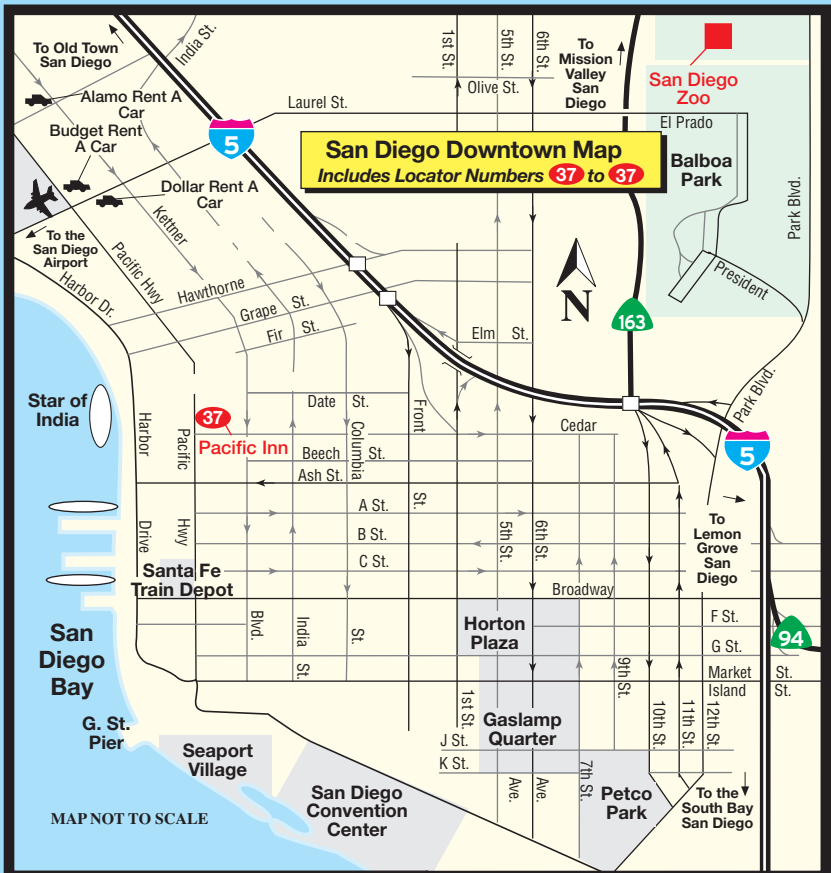 To Old Town
San Diego
India St.
1st St.
5th St.
6th St.
To
Mission
Valley
San
Diego
San Diego
Zoo
Alamo Rent A
Car
Laurel St.
Olive St.
El Prado
5
Budget Rent
A Car
San Diego Downtown Map
Includes Locator Numbers 37 to 37
Balboa
Park
Dollar Rent A
Car
Kettner
Park Blvd.
To the
San Diego
Airport
Pacific Hwy
Harbor Dr.
Hawthorne
President
N
Grape St.
163
Fir St.
Elm St.
Star of
India
Date St.
Park Blvd.
Harbor
Pacific
37
Pacific Inn
Columbia
Front
Cedar
Beech St.
5
Ash St.
St.
A St.
Drive
Hwy
B St.
5th St.
6th St.
To
Lemon
Grove
San
Diego
C St.
Santa Fe
Train Depot
Broadway
Blvd.
India
St.
Horton
Plaza
F St.
94
San
Diego
Bay
G St.
St.
9th St.
Market St.
Island St.
1st St.
10th St.
11th St.
12th St.
G. St.
Pier
Gaslamp
Quarter
J St.
Seaport
Village
K St.
7th St.
San Diego
Convention
Center
Ave.
Ave.
Petco
Park
To the
South Bay
San Diego
MAP NOT TO SCALE